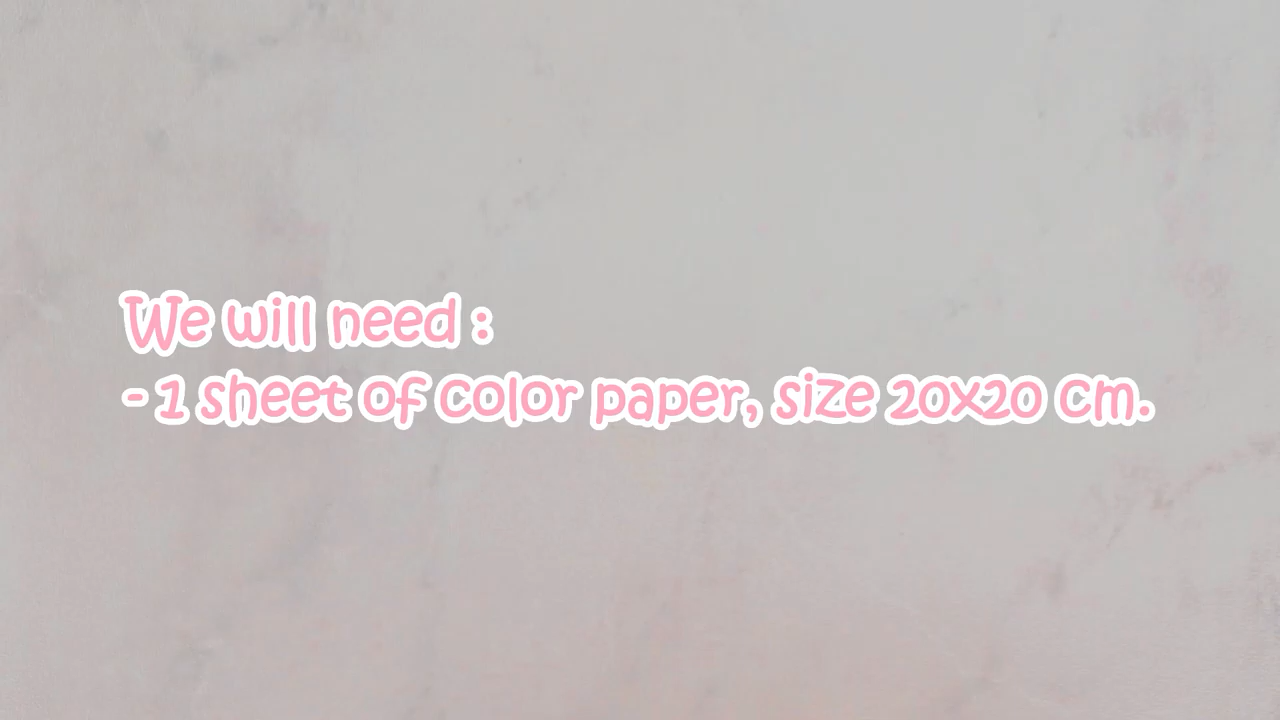 We will need :
- 1 sheet of color paper, size 20x20 cm.